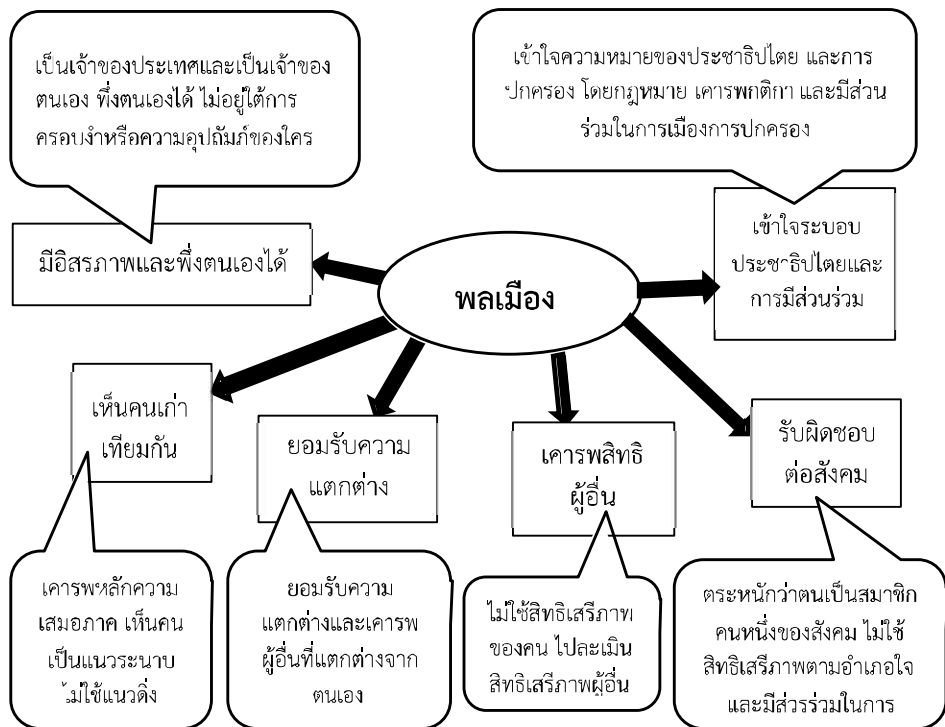 เป็นเจ้าของประเทศและเป็นเจ้าของ
ตนเอง พึ่งตนเองได้ ไม่อยู่ใต้การ
ครอบงำหรือความอุปถัมภ์ของใคร
เข้าใจความหมายของประชาธิปไตย และการ
ปกครอง โดยกฎหมาย เคารพกติกา และมีส่วน
ร่วมในการเมืองการปกครอง
มีอิสรภาพและพึ่งตนเองได้
พลเมือง
เข้าใจระบอบ
ประชาธิปไตยและ
การมีส่วนร่วม
เห็นคนเก่า
เทียมกัน
ยอมรับความ
แตกต่าง
เคารพสิทธิ
ผู้อื่น
รับผิดชอบ
ต่อสังคม
เคารพหลักความ
เสมอภาค เห็นคน
เป็นแนวระนาบ
ไม่ใช้แนวดิ่ง
ยอมรับความ
แตกต่างและเคารพ
ผู้อื่นที่แตกต่างจาก
ตนเอง
ไม่ใช้สิทธิเสรีภาพ
ของคน ไปละเมิน
สิทธิเสรีภาพผู้อื่น
ตระหนักว่าตนเป็นสมาชิก
คนหนึ่งของสังคม ไม่ใช้
สิทธิเสรีภาพตามอำเภอใจ
และมีส่วรร่วมในการ